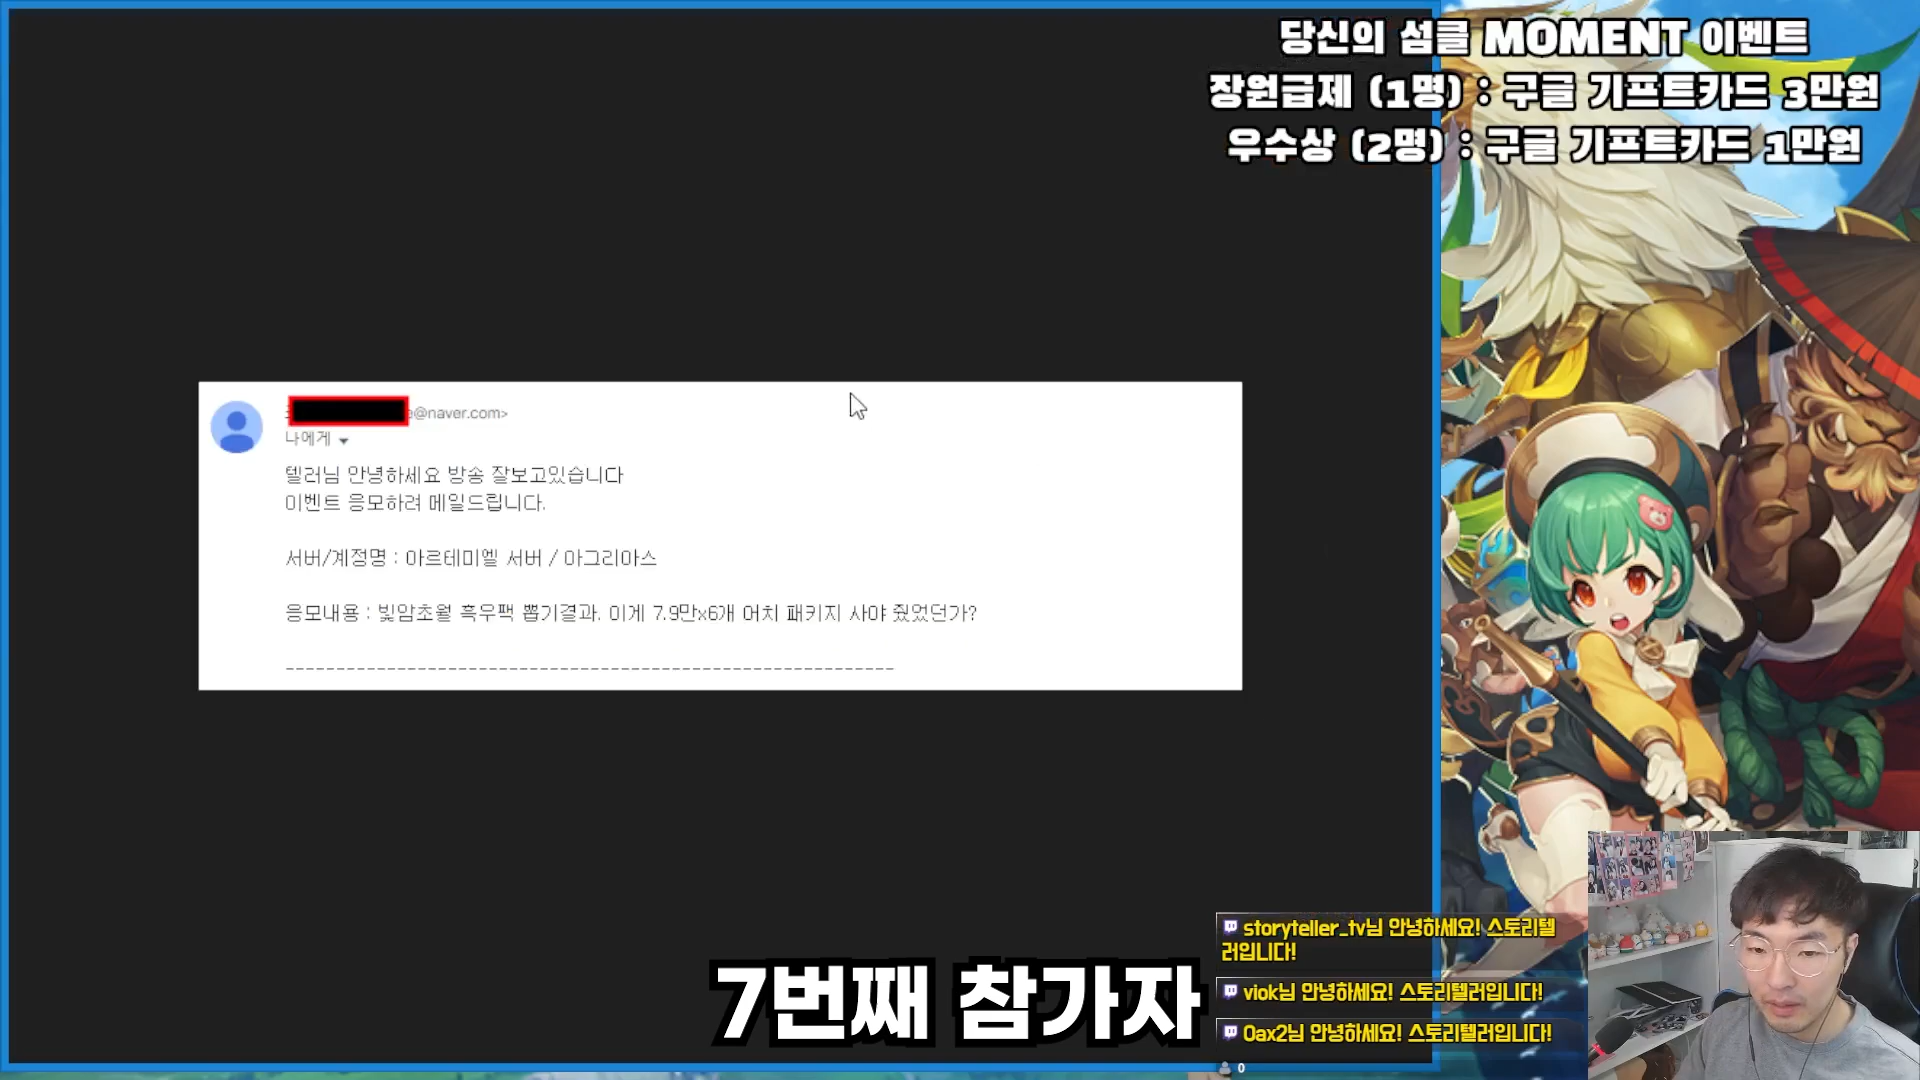 당신의 섬클 MOMENT 이벤트
장원급제 (1명) : 구글 기프트카드 3만원
우수상 (2명) : 구글 기프트카드 1만원
e@naver.com>
나에게
텔러님 안녕하세요 방송 잘보고있습니다
이벤트 응모하려 메일드립니다.
서버/계정명 : 아르테미엘 서버 / 아그리아스
응모내용 : 빛암초월 흑우팩 뽑기결과. 이게 7.9만x6개 어치 패키지 사야 줬었던가?
------------------------------------------------------------
storyteller_tv님 안녕하세요! 스토리텔
러입니다!
viok님 안녕하세요! 스토리텔러입니다!
Oax2님 안녕하세요! 스토리텔러입니다!
7번째 참가자
0